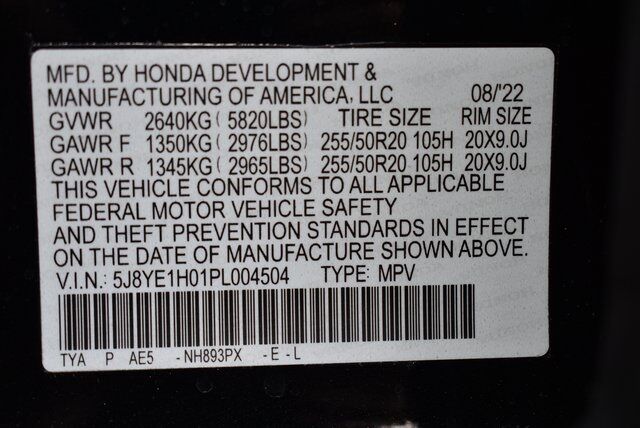 MFD. BY HONDA DEVELOPMENT &
MANUFACTURING OF AMERICA, LLC 08/'22
GVWR 2640KG ( 5820LBS) TIRE SIZE RIM SIZE
GAWR F 1350KG ( 2976LBS) 255/50R20 105H 20X9.0J
GAWR R 1345KG ( 2965LBS) 255/50R20 105H 20X9.0J
THIS VEHICLE CONFORMS TO ALL APPLICABLE
FEDERAL MOTOR VEHICLE SAFETY
AND THEFT PREVENTION STANDARDS IN EFFECT
ON THE DATE OF MANUFACTURE SHOWN ABOVE.
V.I.N.: 5J8YE1H01PL004504 TYPE: MPV
TYA P AE5 -NH893PX -E -L